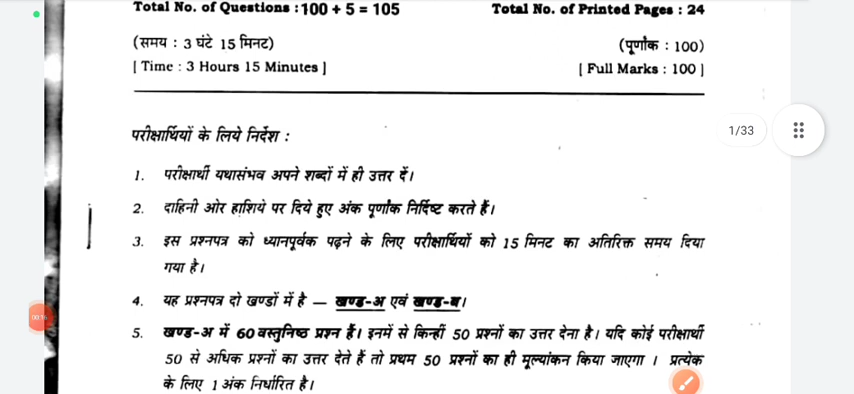 Total No. of Questions : 100 + 5 = 105 Total No. of Printed Pages : 24
(समय : 3 घंटे 15 मिनट) (पूर्णांक : 100)
[ Time : 3 Hours 15 Minutes ] [ Full Marks : 100 ]
परीक्षार्थियों के लिये निर्देश :
1/33
1. परीक्षार्थी यथासंभव अपने शब्दों में ही उत्तर दें।
2. दाहिनी ओर हाशिये पर दिये हुए अंक पूर्णांक निर्दिष्ट करते हैं।
3. इस प्रश्नपत्र को ध्यानपूर्वक पढ़ने के लिए परीक्षार्थियों को 15 मिनट का अतिरिक्त समय दिया
गया है।
4. यह प्रश्नपत्र दो खण्डों में है — खण्ड-अ एवं खण्ड-ब।
5. खण्ड-अ में 60 वस्तुनिष्ठ प्रश्न हैं। इनमें से किन्हीं 50 प्रश्नों का उत्तर देना है। यदि कोई परीक्षार्थी
50 से अधिक प्रश्नों का उत्तर देते हैं तो प्रथम 50 प्रश्नों का ही मूल्यांकन किया जाएगा । प्रत्येक
के लिए 1 अंक निर्धारित है।